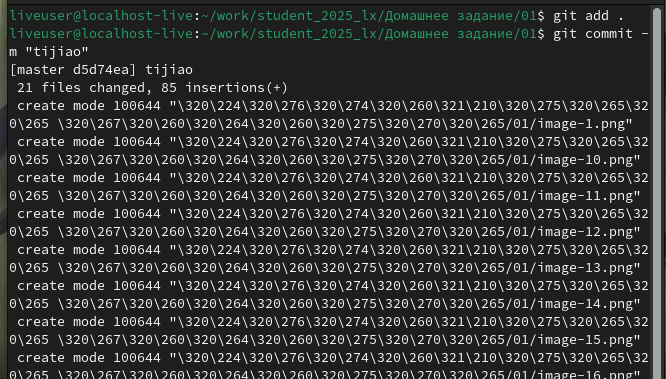 liveuser@localhost-live:~/work/student_2025_lx/Домашнее задание/01$ git add .
liveuser@localhost-live:~/work/student_2025_lx/Домашнее задание/01$ git commit -
m "tijiao"
[master d5d74ea] tijiao
 21 files changed, 85 insertions(+)
 create mode 100644 "\320\224\320\276\320\274\320\260\321\210\320\275\320\265\32
0\265 \320\267\320\260\320\264\320\260\320\275\320\270\320\265/01/image-1.png"
 create mode 100644 "\320\224\320\276\320\274\320\260\321\210\320\275\320\265\32
0\265 \320\267\320\260\320\264\320\260\320\275\320\270\320\265/01/image-10.png"
 create mode 100644 "\320\224\320\276\320\274\320\260\321\210\320\275\320\265\32
0\265 \320\267\320\260\320\264\320\260\320\275\320\270\320\265/01/image-11.png"
 create mode 100644 "\320\224\320\276\320\274\320\260\321\210\320\275\320\265\32
0\265 \320\267\320\260\320\264\320\260\320\275\320\270\320\265/01/image-12.png"
 create mode 100644 "\320\224\320\276\320\274\320\260\321\210\320\275\320\265\32
0\265 \320\267\320\260\320\264\320\260\320\275\320\270\320\265/01/image-13.png"
 create mode 100644 "\320\224\320\276\320\274\320\260\321\210\320\275\320\265\32
0\265 \320\267\320\260\320\264\320\260\320\275\320\270\320\265/01/image-14.png"
 create mode 100644 "\320\224\320\276\320\274\320\260\321\210\320\275\320\265\32
0\265 \320\267\320\260\320\264\320\260\320\275\320\270\320\265/01/image-15.png"
 create mode 100644 "\320\224\320\276\320\274\320\260\321\210\320\275\320\265\32
0\265 \320\267\320\260\320\264\320\260\320\275\320\270\320\265/01/image-16.png"